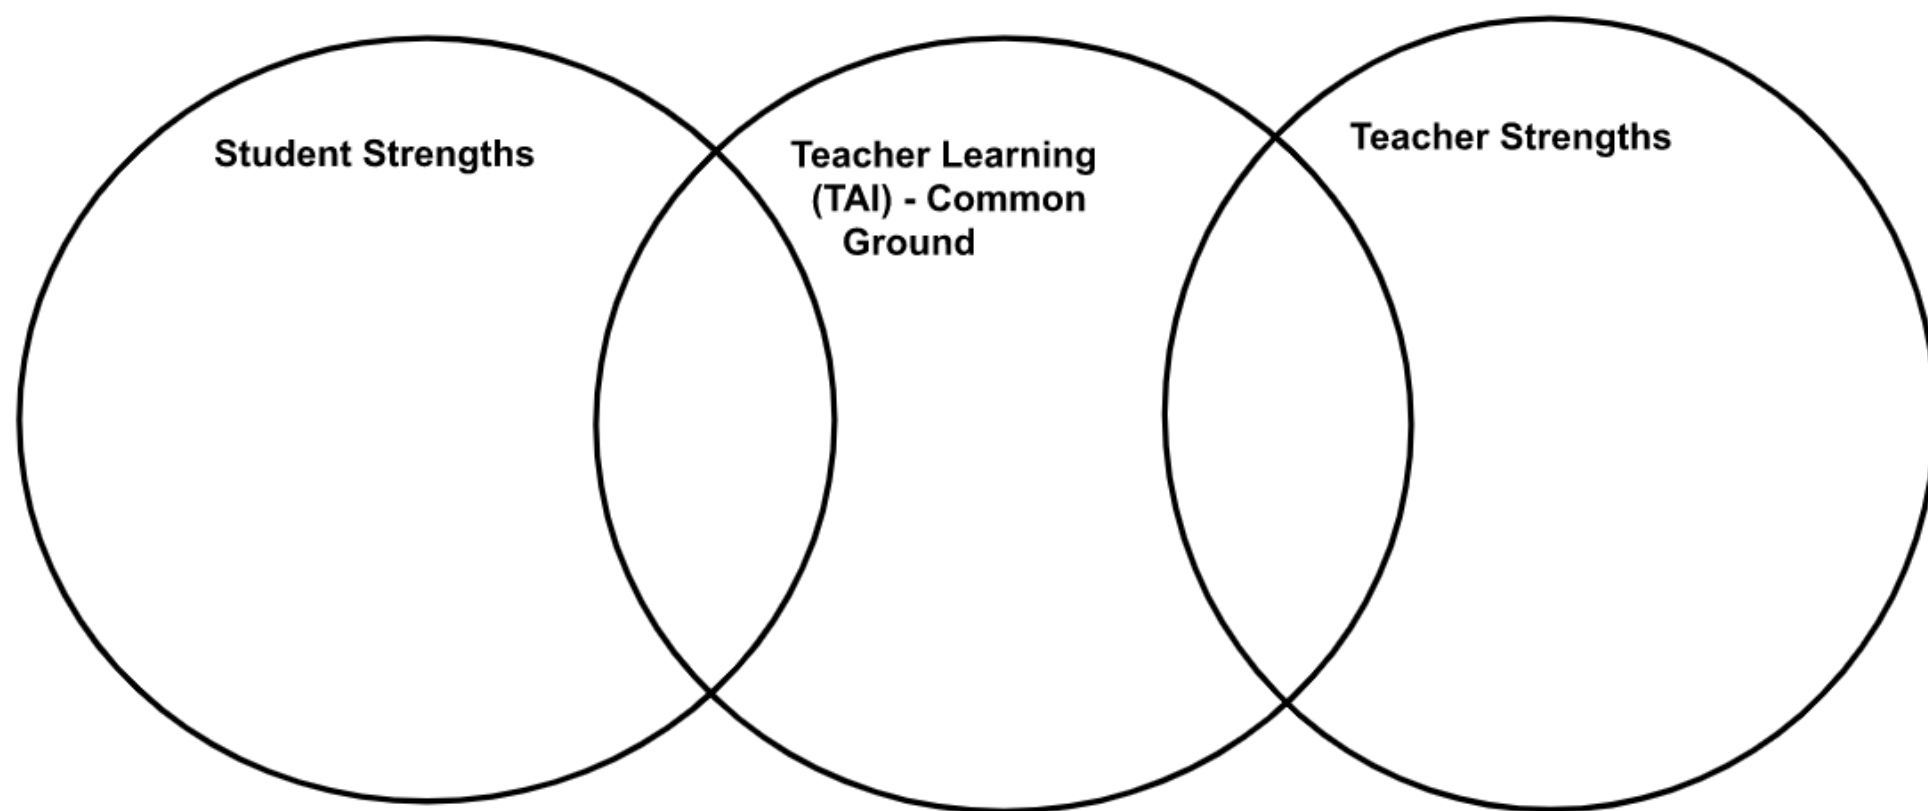 Student Strengths
Teacher Learning
(TAI) - Common
Ground
Teacher Strengths